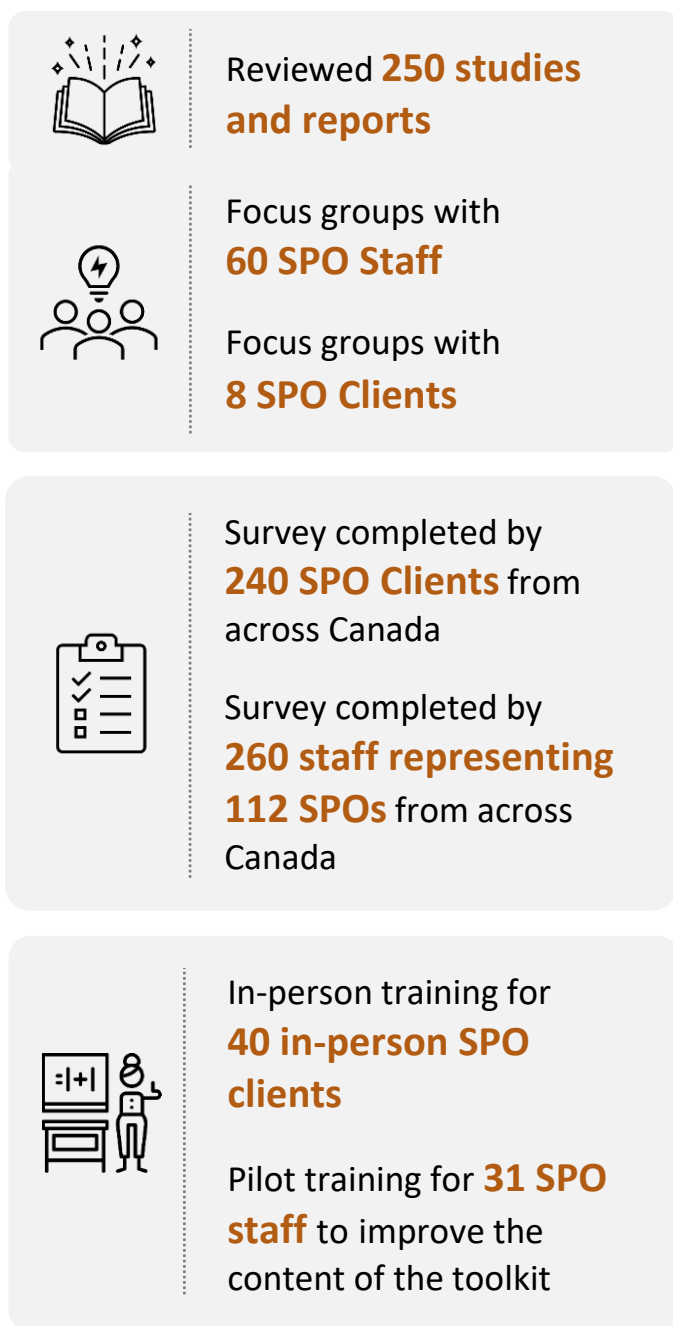 Reviewed 250 studies
and reports
Focus groups with
60 SPO Staff
Focus groups with
8 SPO Clients
Survey completed by
240 SPO Clients from
across Canada
Survey completed by
260 staff representing
112 SPOs from across
Canada
=|+|
In-person training for
40 in-person SPO
clients
Pilot training for 31 SPO
staff to improve the
content of the toolkit